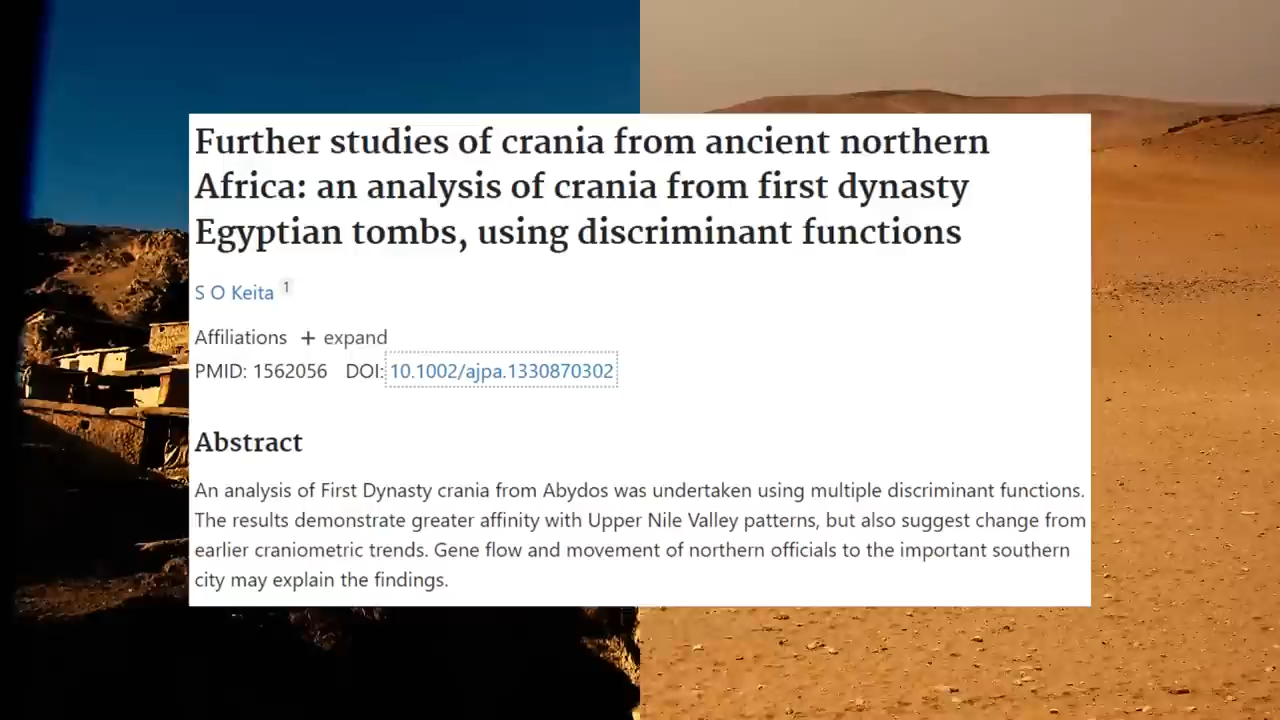 Further studies of crania from ancient northern
Africa: an analysis of crania from first dynasty
Egyptian tombs, using discriminant functions
S O Keita 1
Affiliations + expand
PMID: 1562056 DOI: 10.1002/ajpa.1330870302
Abstract
An analysis of First Dynasty crania from Abydos was undertaken using multiple discriminant functions.
The results demonstrate greater affinity with Upper Nile Valley patterns, but also suggest change from
earlier craniometric trends. Gene flow and movement of northern officials to the important southern
city may explain the findings.